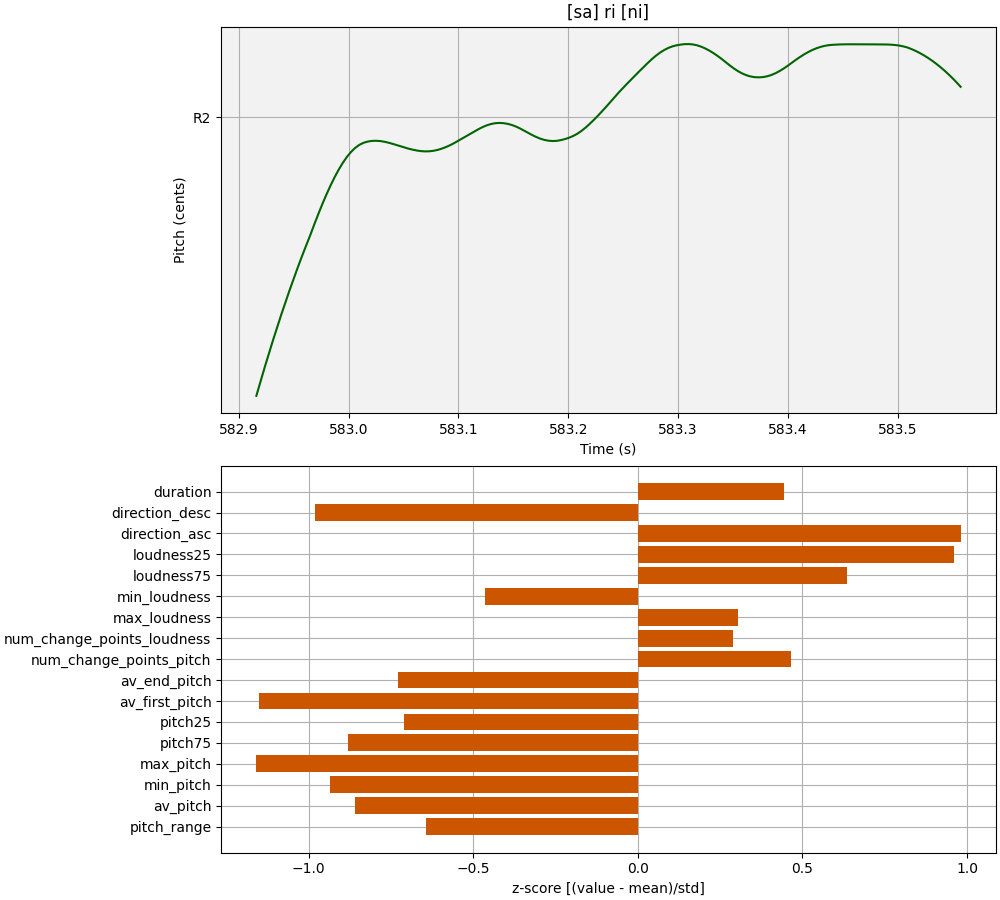 [sa] ri [ni]
R2
Pitch (cents)
582.9 583.0 583.1 583.2 583.3 583.4 583.5
Time (s)
duration
direction_desc
direction_asc
loudness25
loudness75
min_loudness
max_loudness
num_change_points_loudness
num_change_points_pitch
av_end_pitch
av_first_pitch
pitch25
pitch75
max_pitch
min_pitch
av_pitch
pitch_range
−1.0 −0.5 0.0 0.5 1.0
z-score [(value - mean)/std]